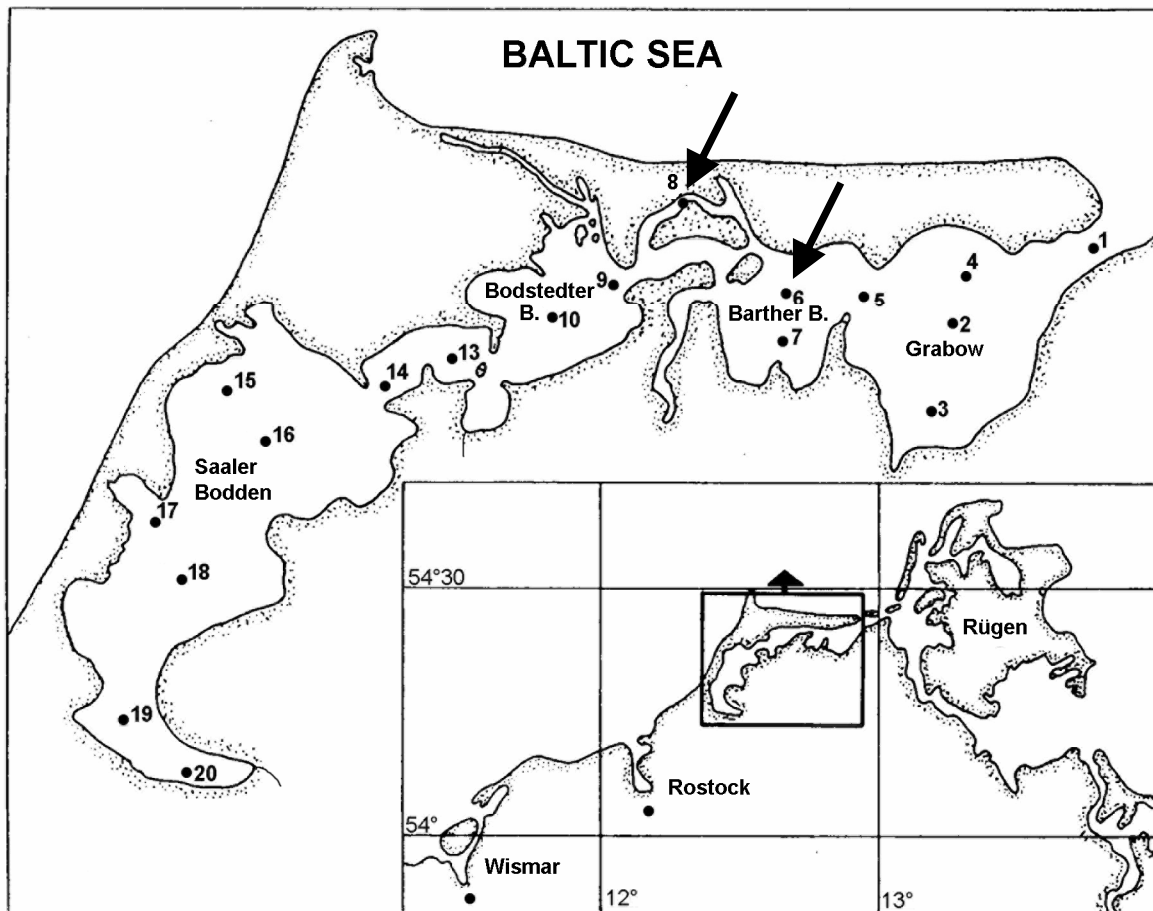 BALTIC SEA
8
1
4
9
6
5
Bodstedter
B.
10
Barther B.
2
7
Grabow
13
14
15
3
16
Saaler
Bodden
17
18
19
20
54°30
Rügen
Rostock
54°
Wismar
12°
13°